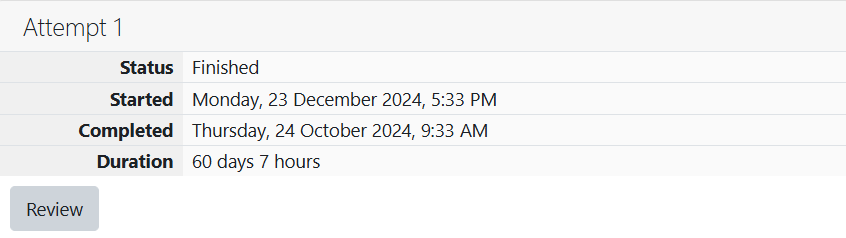 Attempt 1
Status Finished
Started Monday, 23 December 2024, 5:33 PM
Completed Thursday, 24 October 2024, 9:33 AM
Duration 60 days 7 hours
Review